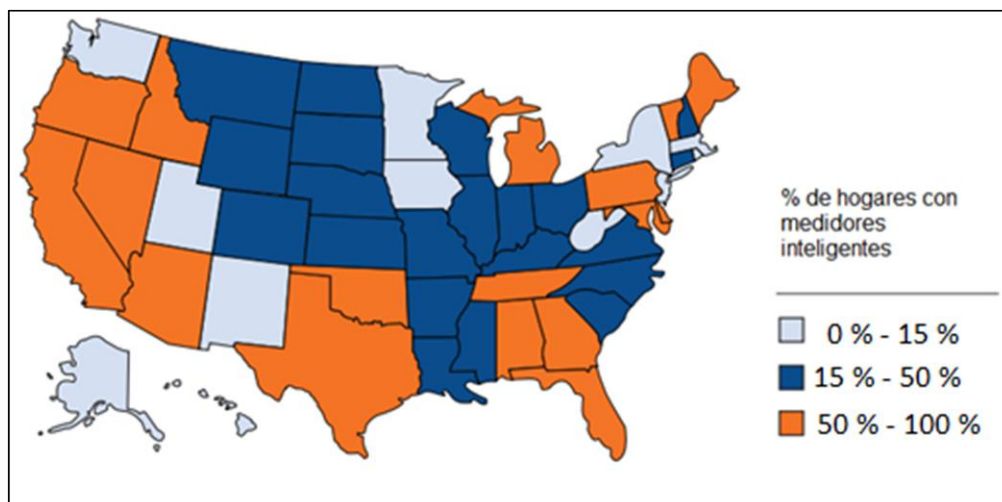 % de hogares con
medidores
inteligentes
0 % - 15 %
15 % - 50 %
50 % - 100 %